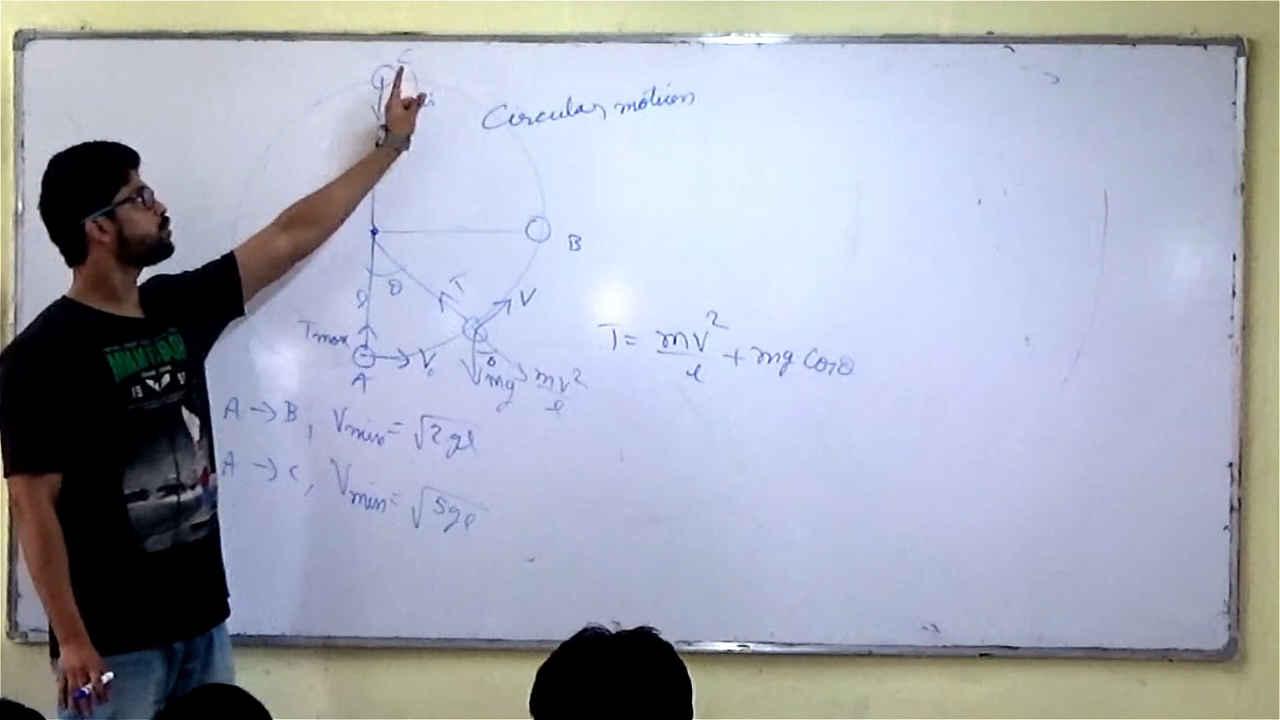 C
Circular motion
B
θ
T
V
l
T = mv²/l + mg Cosθ
Tmax
V₀
θ
mg
mv²/l
A
A → B, Vmin = √2gl
A → C, Vmin = √5gl